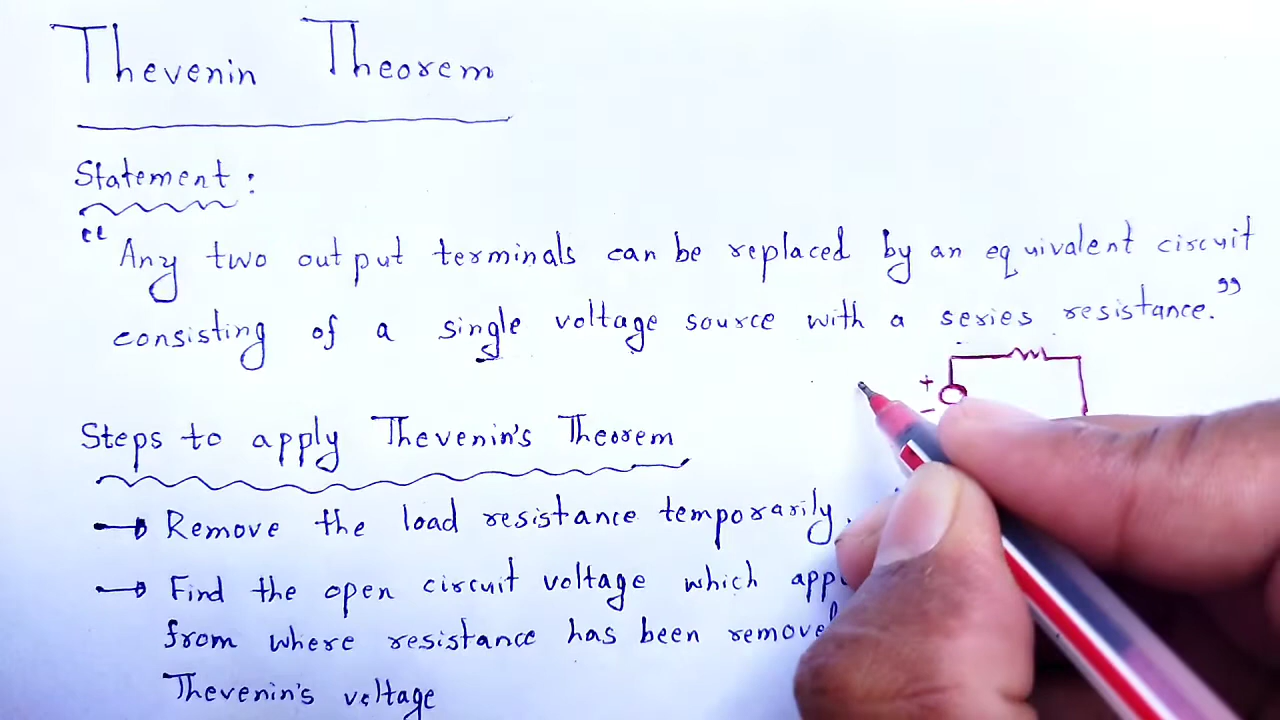 Thevenin Theorem
Statement :
“ Any two output terminals can be replaced by an equivalent circuit
consisting of a single voltage source with a series resistance.”
+
-
Steps to apply Thevenin's Theorem
→ Remove the load resistance temporarily.
→ Find the open circuit voltage which
from where resistance has been
Thevenin's voltage